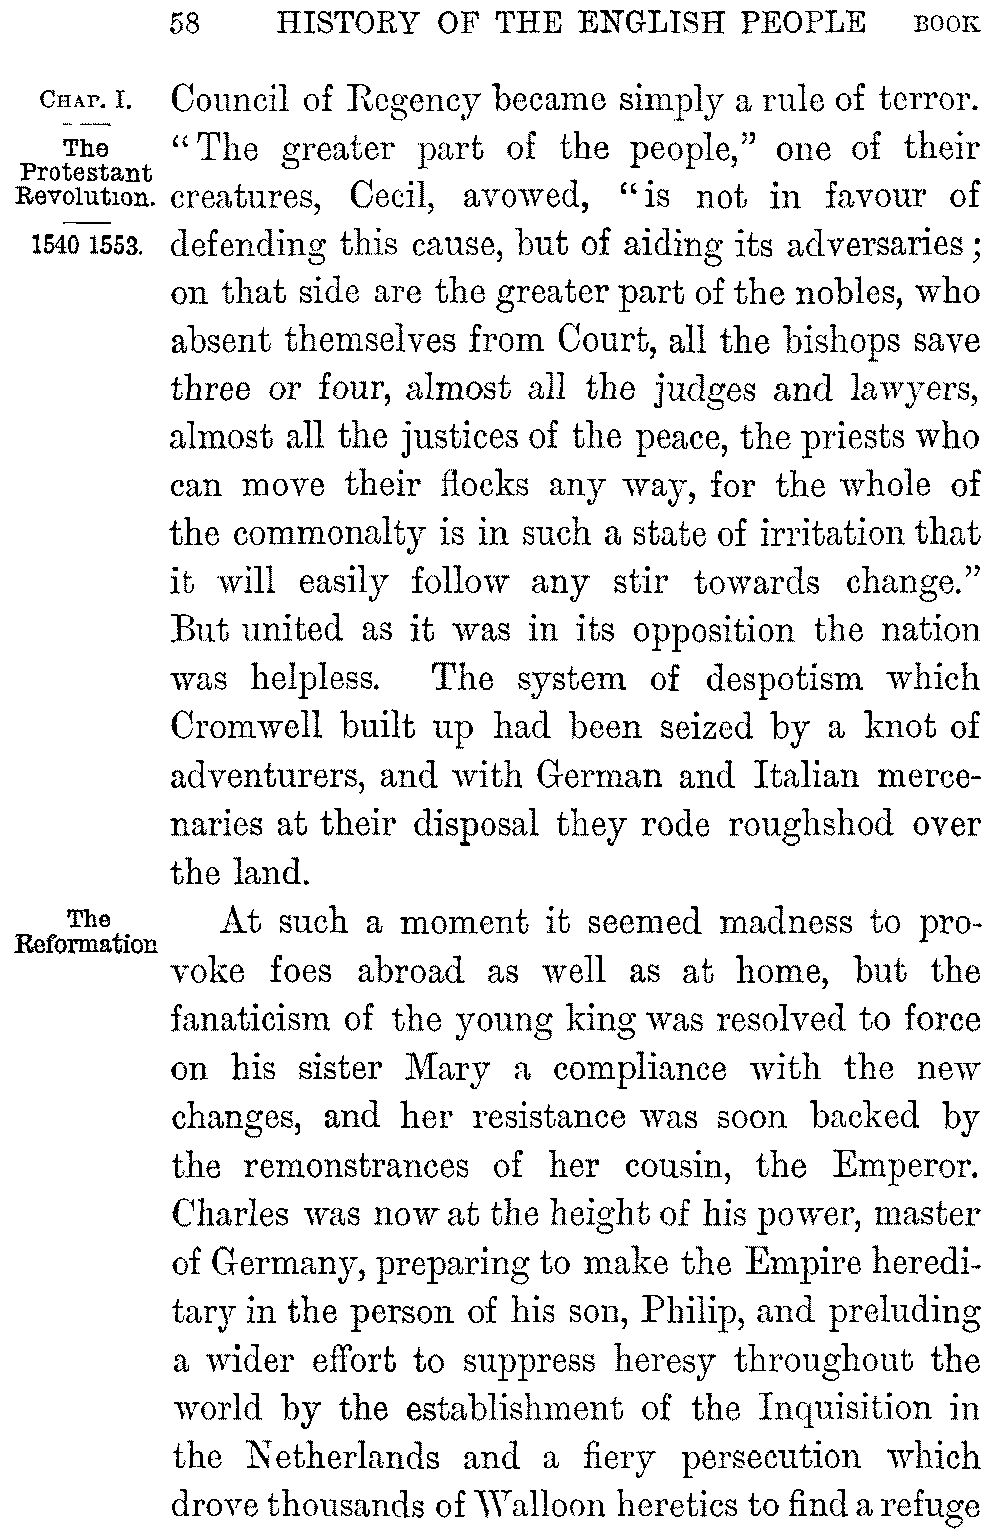 58 HISTORY OF THE ENGLISH PEOPLE BOOK
CHAP. I.
The
Protestant
Revolution.
1540 1553.
Council of Regency became simply a rule of terror.
“The greater part of the people,” one of their
creatures, Cecil, avowed, “is not in favour of
defending this cause, but of aiding its adversaries;
on that side are the greater part of the nobles, who
absent themselves from Court, all the bishops save
three or four, almost all the judges and lawyers,
almost all the justices of the peace, the priests who
can move their flocks any way, for the whole of
the commonalty is in such a state of irritation that
it will easily follow any stir towards change.”
But united as it was in its opposition the nation
was helpless. The system of despotism which
Cromwell built up had been seized by a knot of
adventurers, and with German and Italian merce-
naries at their disposal they rode roughshod over
the land.
The
Reformation
At such a moment it seemed madness to pro-
voke foes abroad as well as at home, but the
fanaticism of the young king was resolved to force
on his sister Mary a compliance with the new
changes, and her resistance was soon backed by
the remonstrances of her cousin, the Emperor.
Charles was now at the height of his power, master
of Germany, preparing to make the Empire heredi-
tary in the person of his son, Philip, and preluding
a wider effort to suppress heresy throughout the
world by the establishment of the Inquisition in
the Netherlands and a fiery persecution which
drove thousands of Walloon heretics to find a refuge